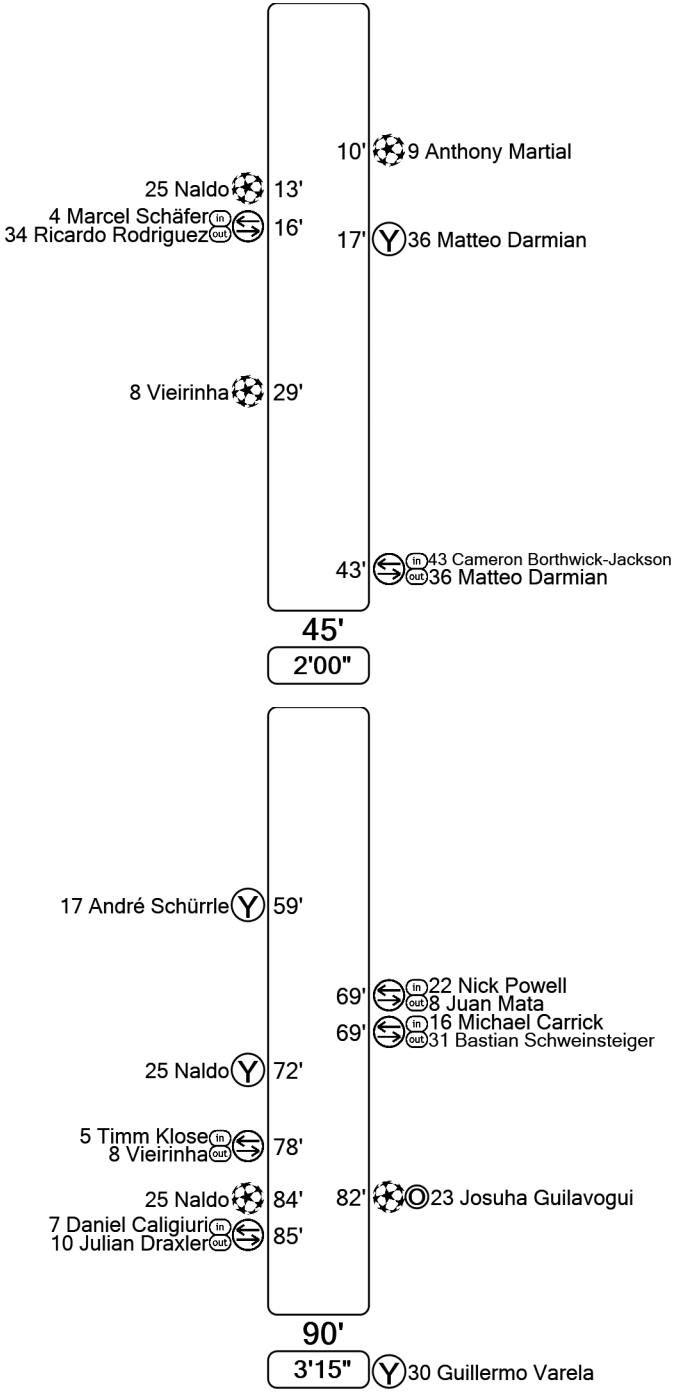 10' 9 Anthony Martial
25 Naldo 13'
4 Marcel Schäfer in
34 Ricardo Rodriguez out 16'
17' Y 36 Matteo Darmian
8 Vieirinha 29'
43' in 43 Cameron Borthwick-Jackson
out 36 Matteo Darmian
45'
2'00"
17 André Schürrle Y 59'
69' in 22 Nick Powell
out 8 Juan Mata
69' in 16 Michael Carrick
out 31 Bastian Schweinsteiger
25 Naldo Y 72'
5 Timm Klose in
8 Vieirinha out 78'
25 Naldo 84' 82' O 23 Josuha Guilavogui
7 Daniel Caligiuri in
10 Julian Draxler out 85'
90'
3'15" Y 30 Guillermo Varela